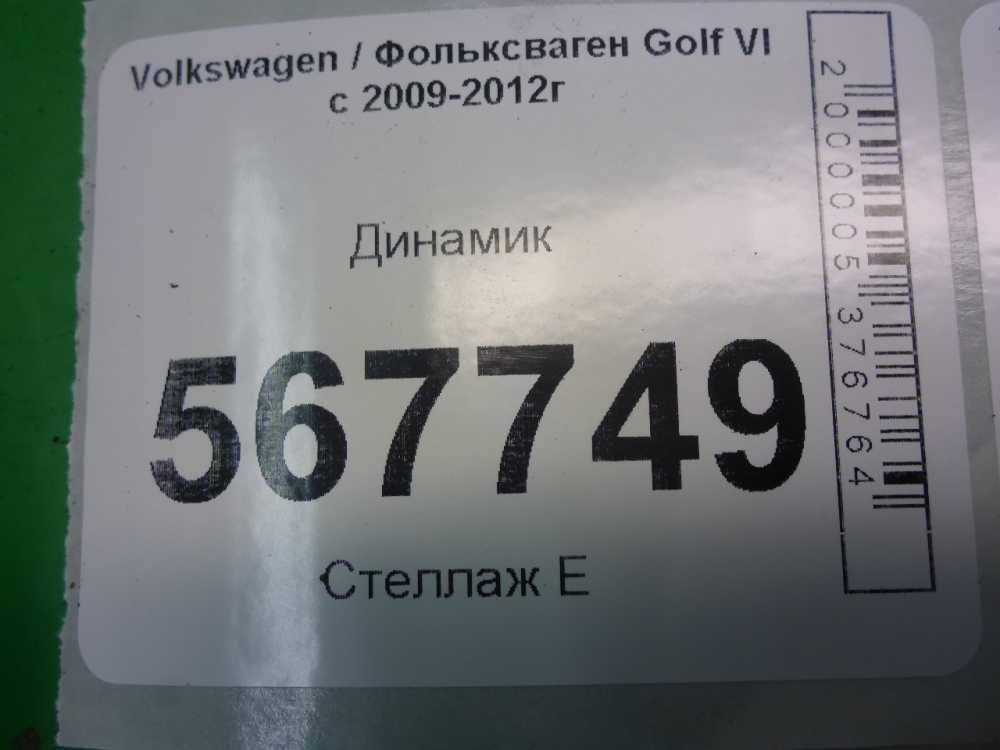 Volkswagen / Фольксваген Golf VI
с 2009-2012г
Динамик
567749
Стеллаж Е
2000005376764